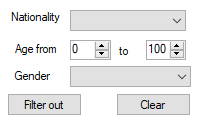 Nationality
Age from 0 to 100
Gender
Filter out Clear